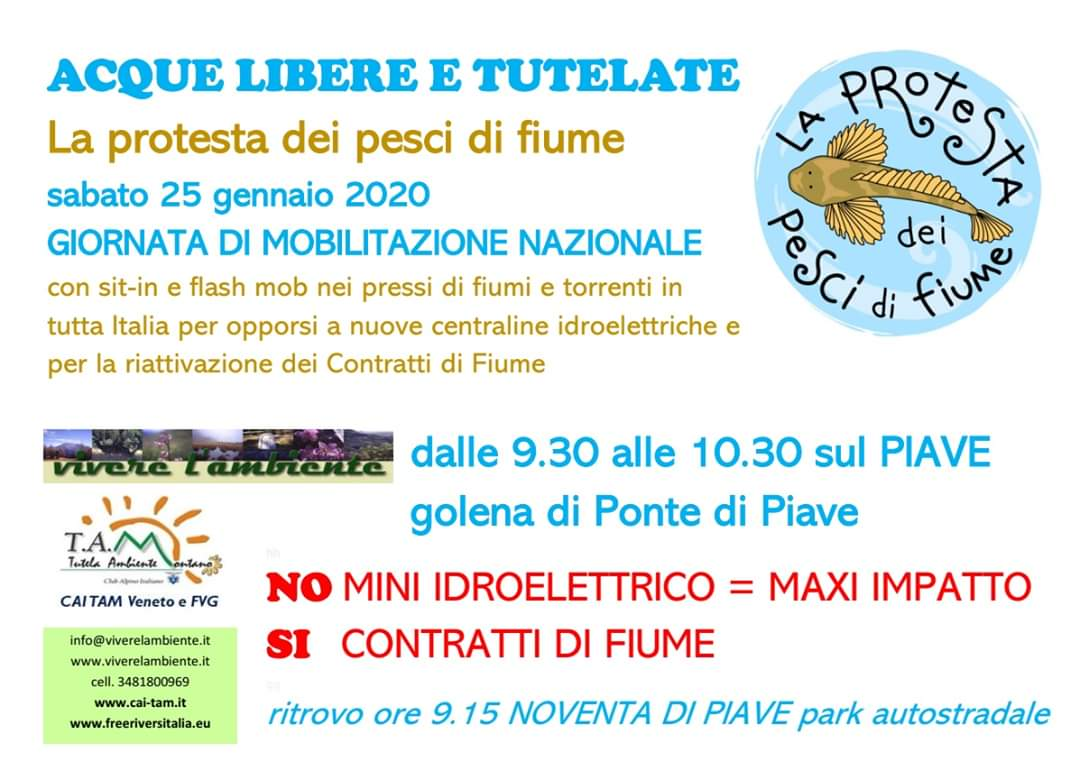 ACQUE LIBERE E TUTELATE
La protesta dei pesci di fiume
sabato 25 gennaio 2020
GIORNATA DI MOBILITAZIONE NAZIONALE
con sit-in e flash mob nei pressi di fiumi e torrenti in
tutta Italia per opporsi a nuove centraline idroelettriche e
per la riattivazione dei Contratti di Fiume
LA PROTESTA
dei
PESCI di fiume
vivere l'ambiente
dalle 9.30 alle 10.30 sul PIAVE
golena di Ponte di Piave
T.A.M
Tutela Ambiente Montano
Club Alpino Italiano
CAI TAM Veneto e FVG
hh
NO MINI IDROELETTRICO = MAXI IMPATTO
SI CONTRATTI DI FIUME
ritrovo ore 9.15 NOVENTA DI PIAVE park autostradale
info@viverelambiente.it
www.viverelambiente.it
cell. 3481800969
www.cai-tam.it
www.freeriversitalia.eu